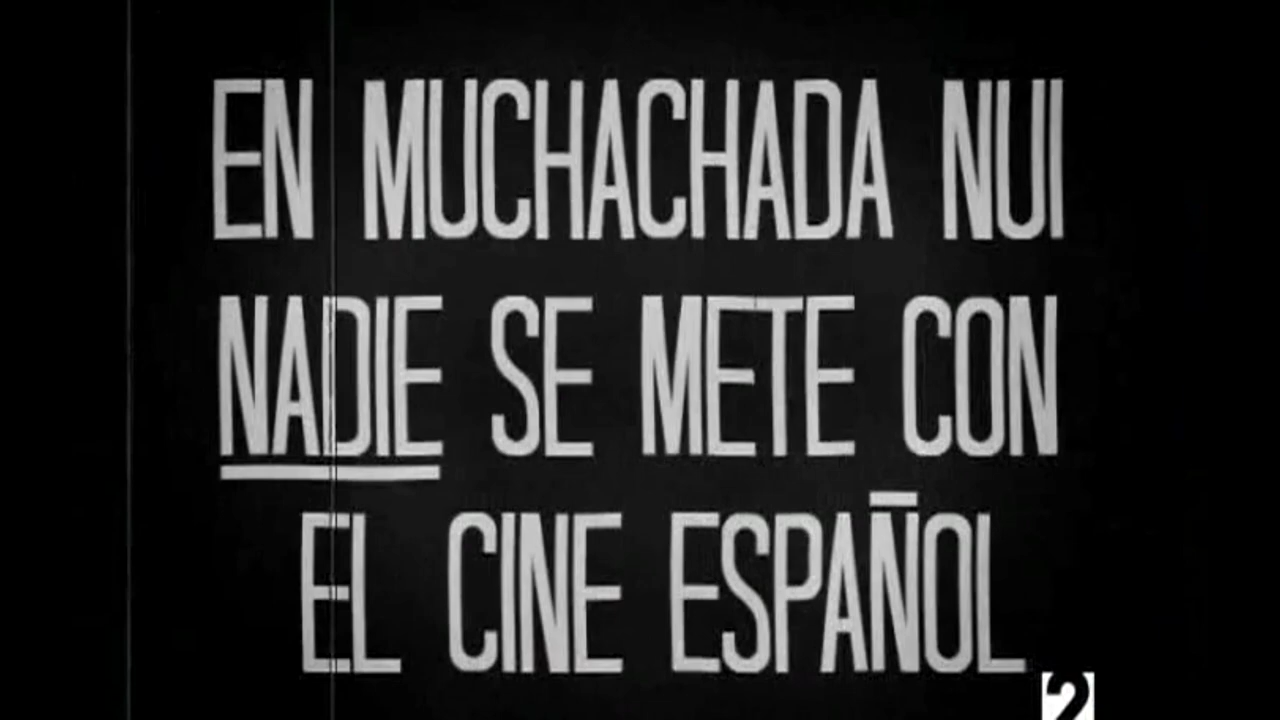 EN MUCHACHADA NUI
NADIE SE METE CON
EL CINE ESPAÑOL
2